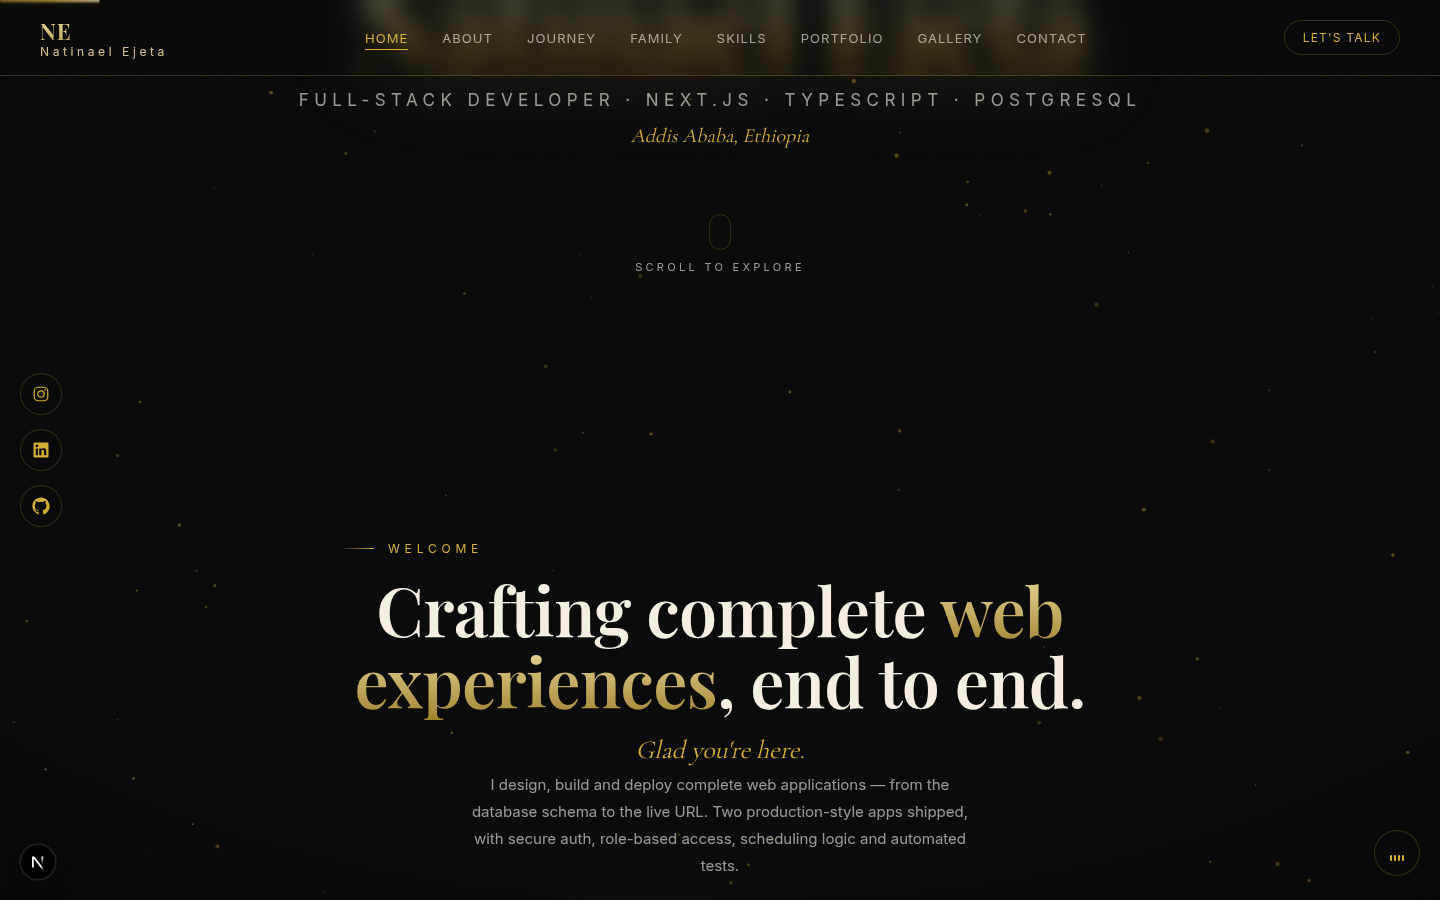 NE
Natinael Ejeta
HOME ABOUT JOURNEY FAMILY SKILLS PORTFOLIO GALLERY CONTACT
LET'S TALK
FULL-STACK DEVELOPER · NEXT.JS · TYPESCRIPT · POSTGRESQL
Addis Ababa, Ethiopia
SCROLL TO EXPLORE
WELCOME
Crafting complete web
experiences, end to end.
Glad you're here.
I design, build and deploy complete web applications — from the
database schema to the live URL. Two production-style apps shipped,
with secure auth, role-based access, scheduling logic and automated
tests.
N